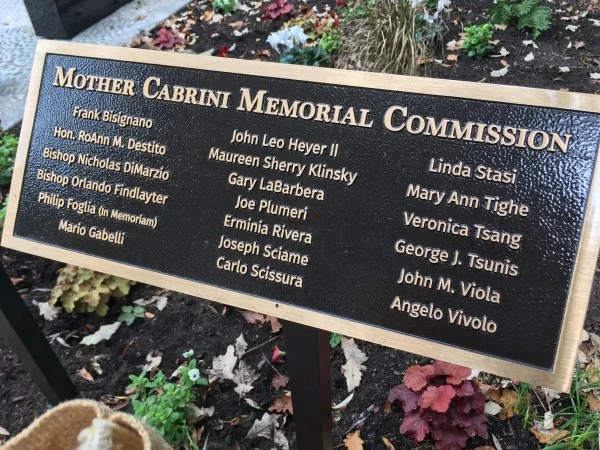 MOTHER CABRINI MEMORIAL COMMISSION
Frank Bisignano
Hon. RoAnn M. Destito
Bishop Nicholas DiMarzio
Bishop Orlando Findlayter
Philip Foglia (In Memoriam)
Mario Gabelli
John Leo Heyer II
Maureen Sherry Klinsky
Gary LaBarbera
Joe Plumeri
Erminia Rivera
Joseph Sciame
Carlo Scissura
Linda Stasi
Mary Ann Tighe
Veronica Tsang
George J. Tsunis
John M. Viola
Angelo Vivolo